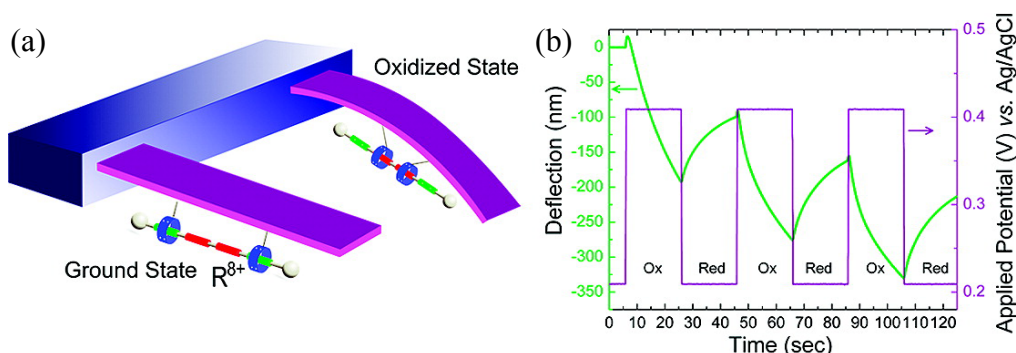 (a)
Oxidized State
Ground State
R8+
(b)
Deflection (nm)
0
-50
-100
-150
-200
-250
-300
-350
Ox
Red
Ox
Red
Ox
Red
0 10 20 30 40 50 60 70 80 90 100 110 120
Time (sec)
0.5
0.4
0.3
0.2
Applied Potential (V) vs. Ag/AgCl